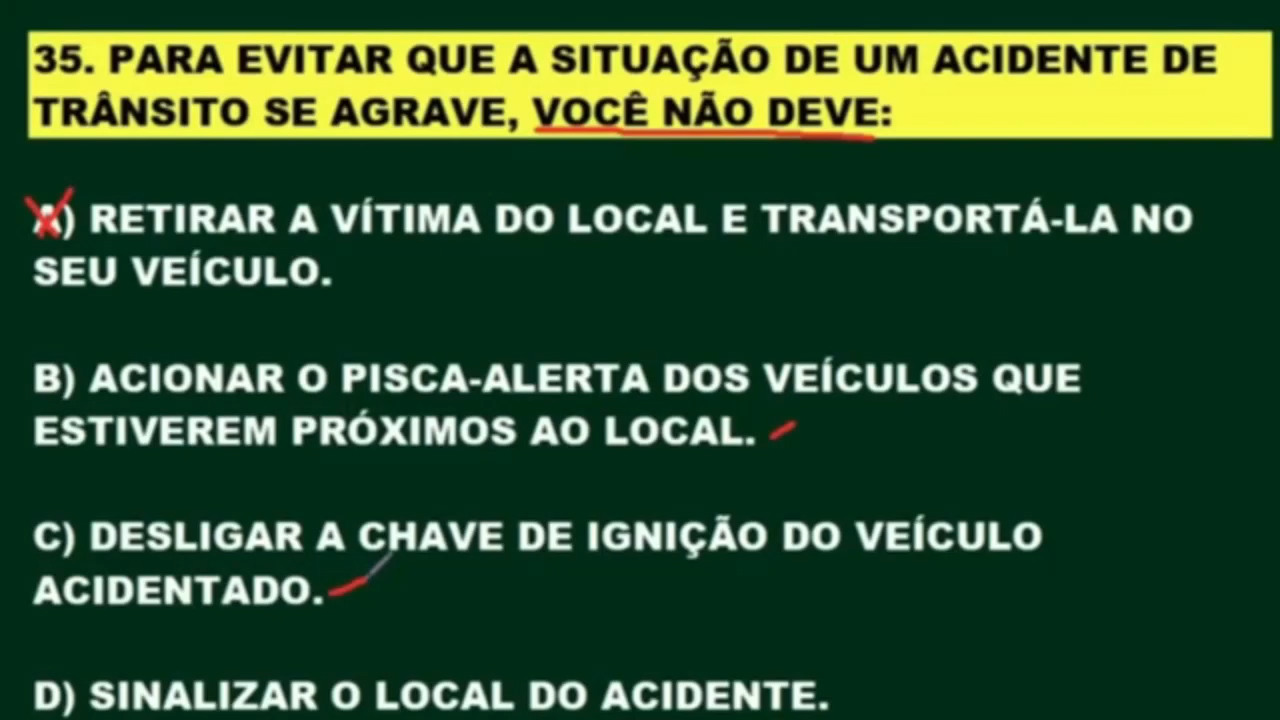 35. PARA EVITAR QUE A SITUAÇÃO DE UM ACIDENTE DE
TRÂNSITO SE AGRAVE, VOCÊ NÃO DEVE:
A) RETIRAR A VÍTIMA DO LOCAL E TRANSPORTÁ-LA NO
SEU VEÍCULO.
B) ACIONAR O PISCA-ALERTA DOS VEÍCULOS QUE
ESTIVEREM PRÓXIMOS AO LOCAL.
C) DESLIGAR A CHAVE DE IGNIÇÃO DO VEÍCULO
ACIDENTADO.
D) SINALIZAR O LOCAL DO ACIDENTE.